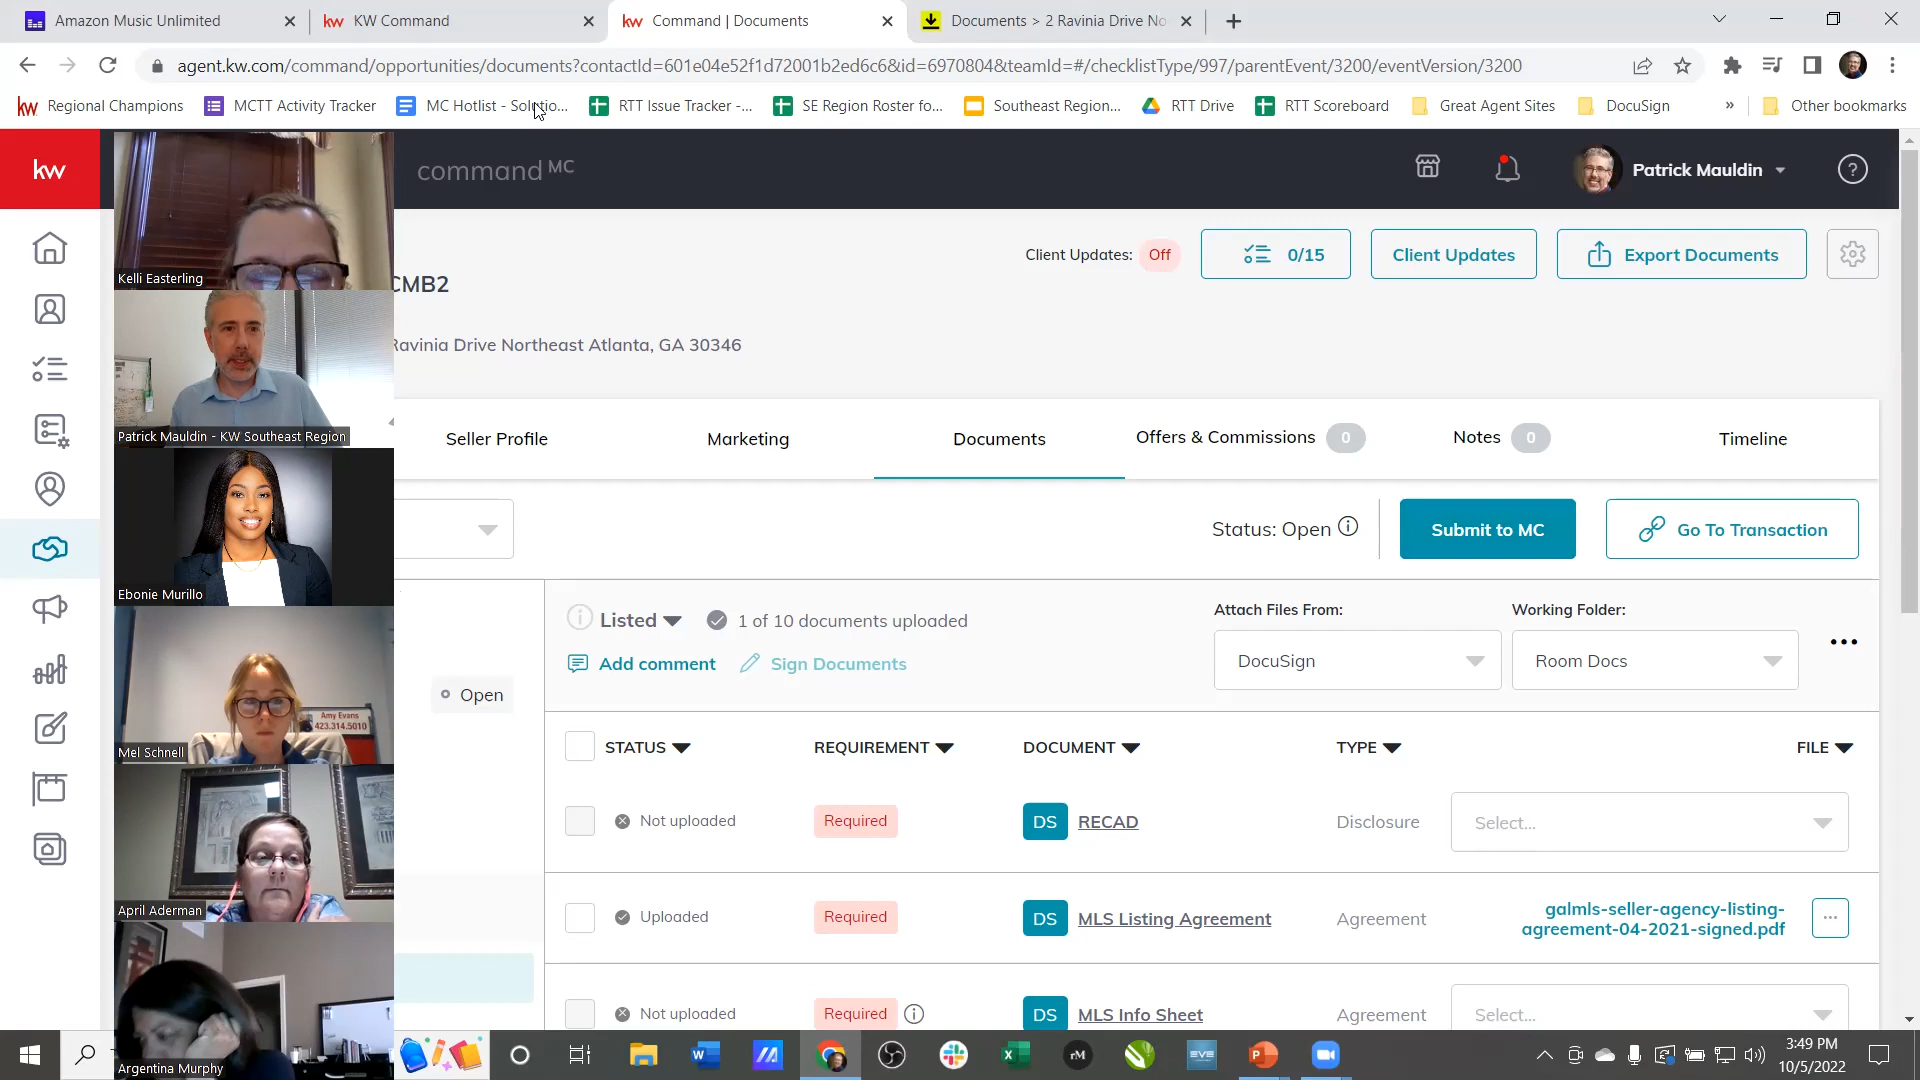 Amazon Music Unlimited
KW Command
Command | Documents
Documents > 2 Ravinia Drive No
agent.kw.com/command/opportunities/documents?contactId=601e04e52f1d72001b2ed6c6&id=6970804&teamId=#/checklistType/997/parentEvent/3200/eventVersion/3200
Regional Champions
MCTT Activity Tracker
MC Hotlist - Solutio...
RTT Issue Tracker -...
SE Region Roster fo...
Southeast Region...
RTT Drive
RTT Scoreboard
Great Agent Sites
DocuSign
»
Other bookmarks
kw
command MC
Patrick Mauldin
Client Updates: Off
0/15
Client Updates
Export Documents
CMB2
Ravinia Drive Northeast Atlanta, GA 30346
Seller Profile
Marketing
Documents
Offers & Commissions 0
Notes 0
Timeline
Status: Open
Submit to MC
Go To Transaction
Open
Listed
1 of 10 documents uploaded
Add comment
Sign Documents
Attach Files From:
DocuSign
Working Folder:
Room Docs
STATUS
REQUIREMENT
DOCUMENT
TYPE
FILE
Not uploaded
Required
DS
RECAD
Disclosure
Select...
Uploaded
Required
DS
MLS Listing Agreement
Agreement
galmls-seller-agency-listing-
agreement-04-2021-signed.pdf
Not uploaded
Required
DS
MLS Info Sheet
Agreement
Select...
Kelli Easterling
Patrick Mauldin - KW Southeast Region
Ebonie Murillo
Amy Evans
423.314.5010
Mel Schnell
April Aderman
Argentina Murphy
rM
EVE
3:49 PM
10/5/2022